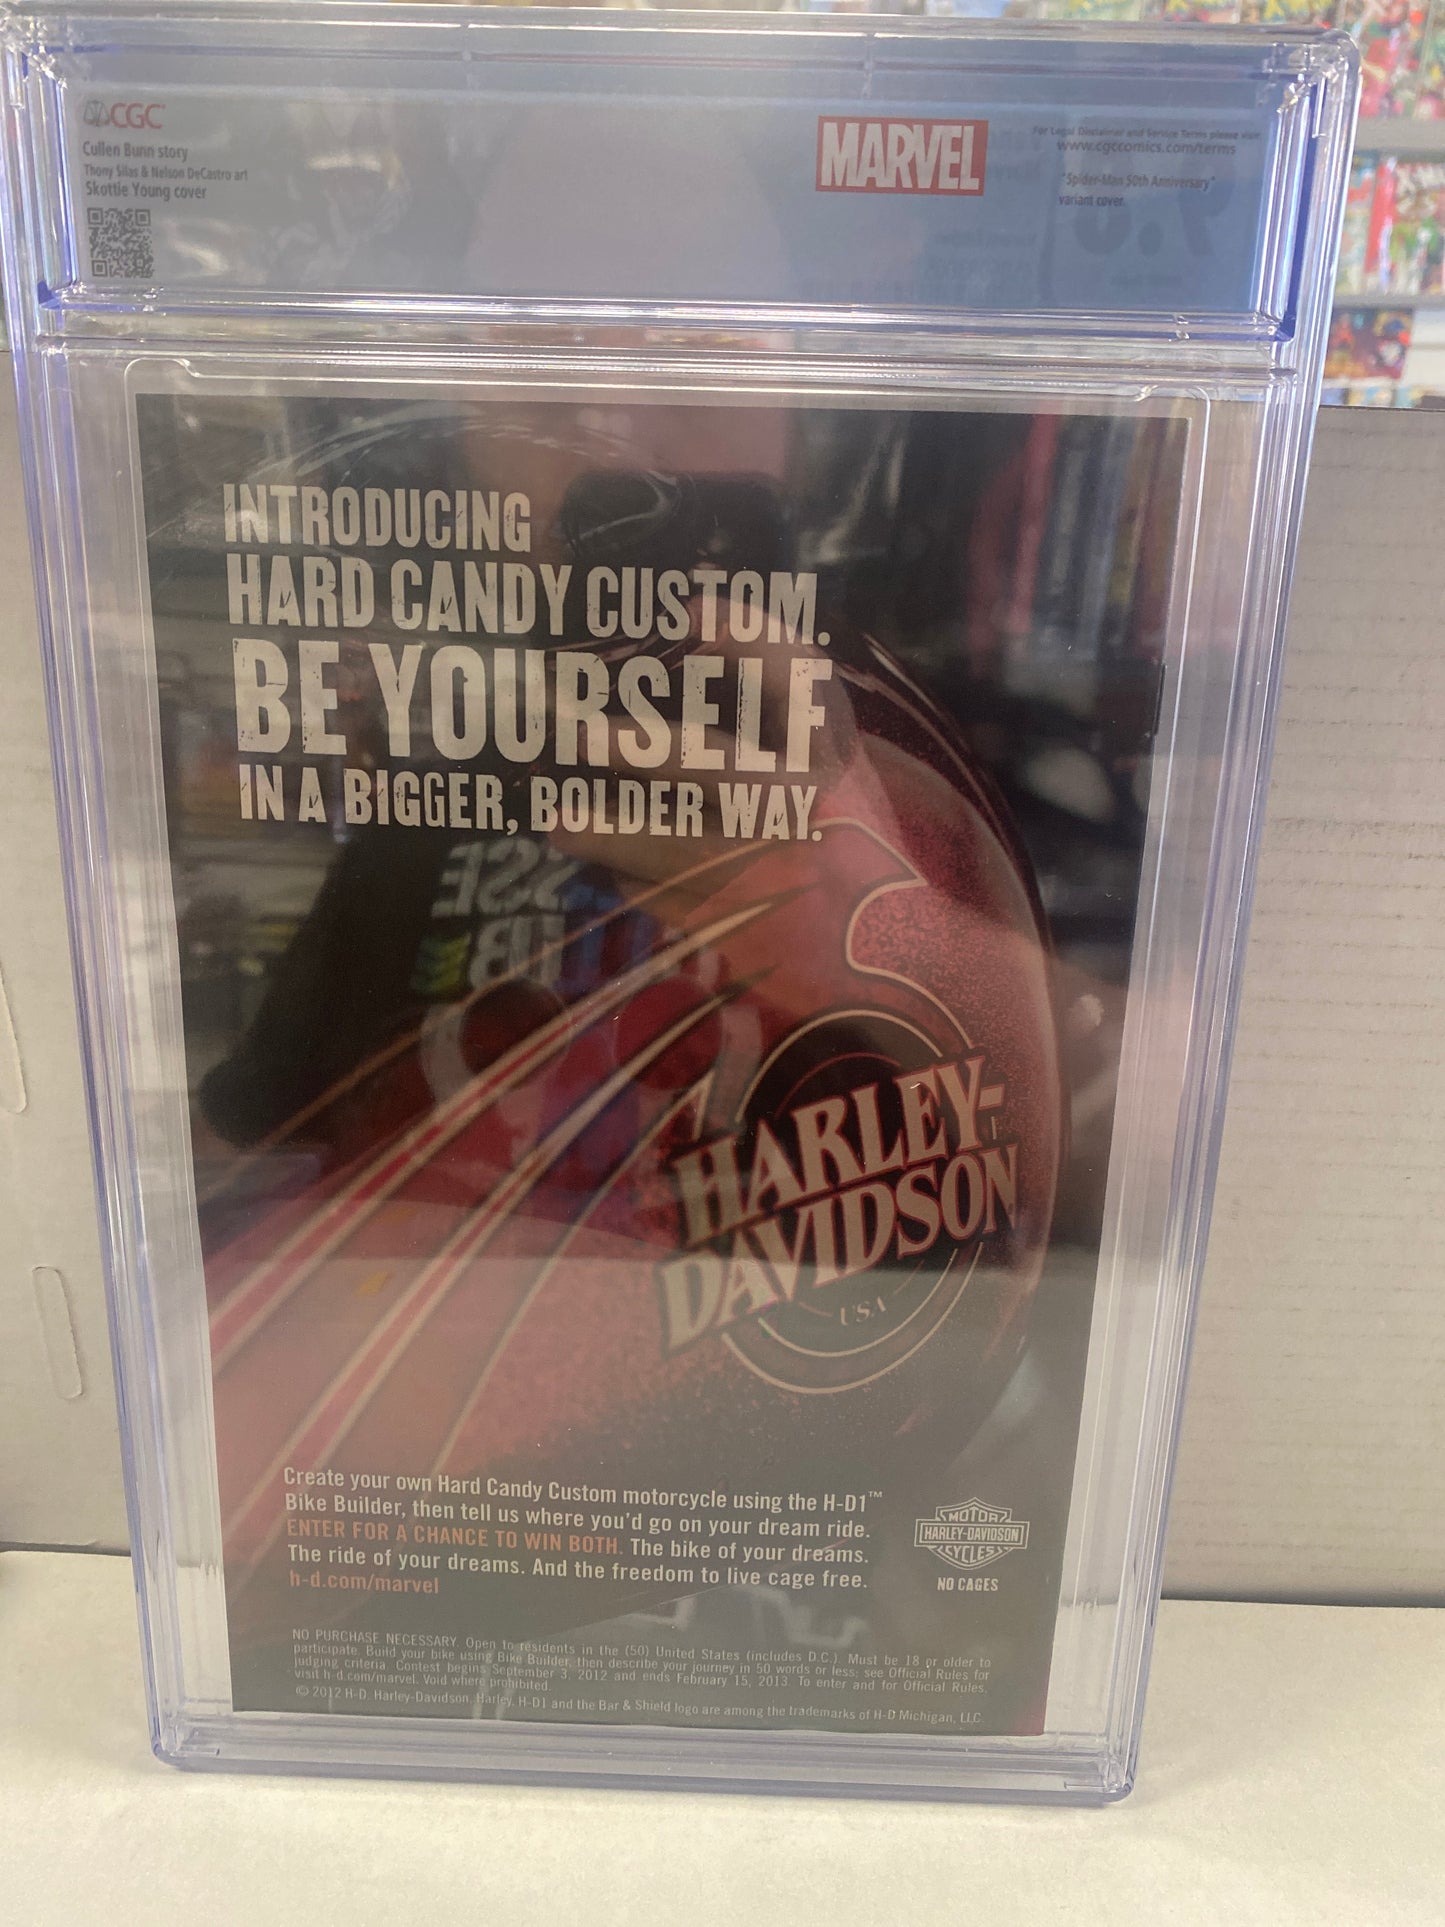 CGC
Cullen Bunn story
Thony Silas & Nelson DeCastro art
Skottie Young cover
MARVEL
For Legal Disclaimer and Service Terms please visit
www.cgccomics.com/terms
"Spider-Man 50th Anniversary"
variant cover.
INTRODUCING
HARD CANDY CUSTOM.
BE YOURSELF
IN A BIGGER, BOLDER WAY.
HARLEY-
DAVIDSON
USA
Create your own Hard Candy Custom motorcycle using the H-D1™
Bike Builder, then tell us where you'd go on your dream ride.
ENTER FOR A CHANCE TO WIN BOTH. The bike of your dreams.
The ride of your dreams. And the freedom to live cage free.
h-d.com/marvel
MOTOR
HARLEY-DAVIDSON
CYCLES
NO CAGES
NO PURCHASE NECESSARY. Open to residents in the (50) United States (includes D.C.). Must be 18 or older to
participate. Build your bike using Bike Builder, then describe your journey in 50 words or less; see Official Rules for
judging criteria. Contest begins September 3, 2012 and ends February 15, 2013. To enter and for Official Rules,
visit h-d.com/marvel. Void where prohibited.
© 2012 H-D. Harley-Davidson, Harley, H-D1 and the Bar & Shield logo are among the trademarks of H-D Michigan, LLC.